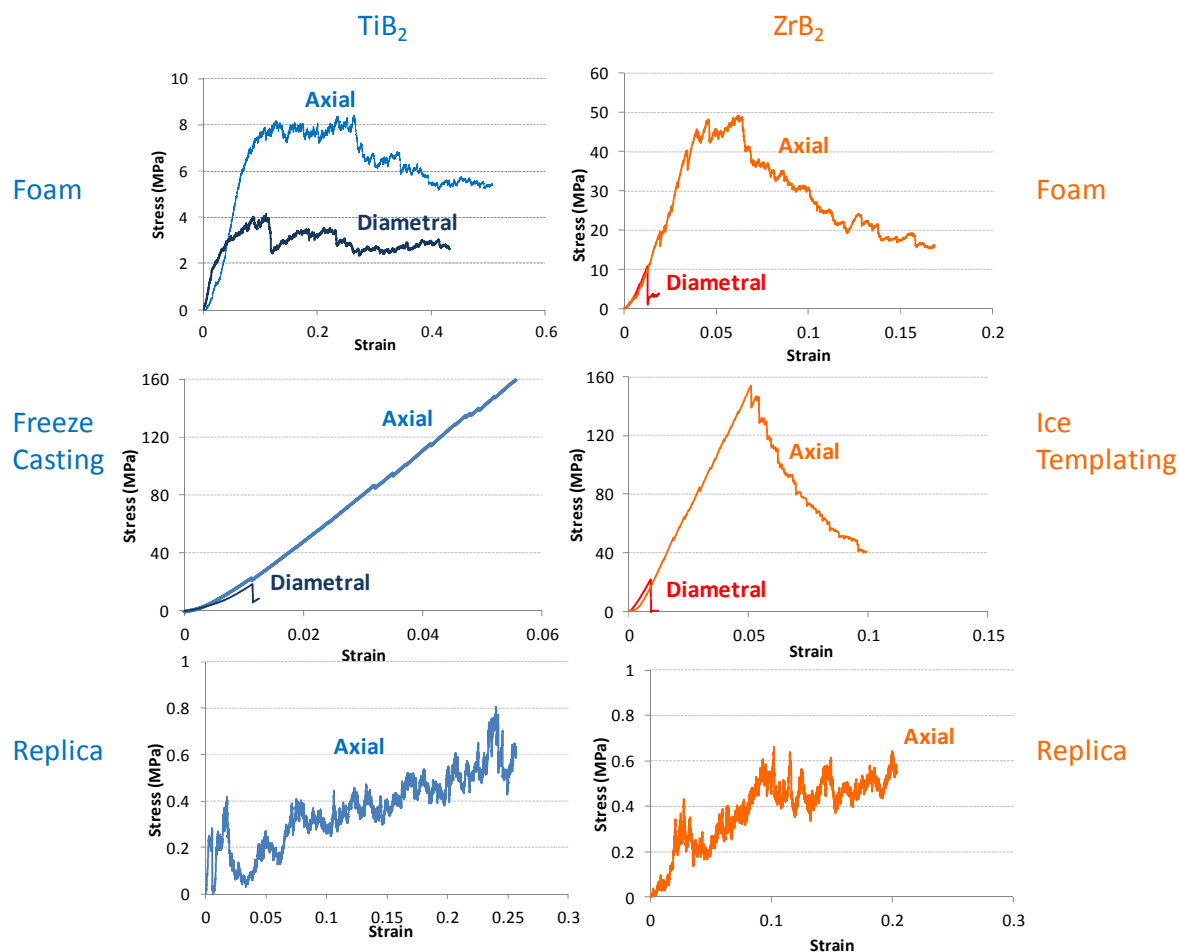 TiB2
ZrB2
Foam
10
8
6
4
2
0
Stress (MPa)
Axial
Diametral
0
0.2
0.4
0.6
Strain
60
50
40
30
20
10
0
Stress (MPa)
Axial
Diametral
0
0.05
0.1
0.15
0.2
Strain
Foam
Freeze
Casting
160
120
80
40
0
Stress (MPa)
Axial
Diametral
0
0.02
0.04
0.06
Strain
160
120
80
40
0
Stress (MPa)
Axial
Diametral
0
0.05
0.1
0.15
Strain
Ice
Templating
Replica
1
0.8
0.6
0.4
0.2
0
Stress (MPa)
Axial
0
0.05
0.1
0.15
0.2
0.25
0.3
Strain
1
0.8
0.6
0.4
0.2
0
Stress (MPa)
Axial
0
0.1
0.2
0.3
Strain
Replica